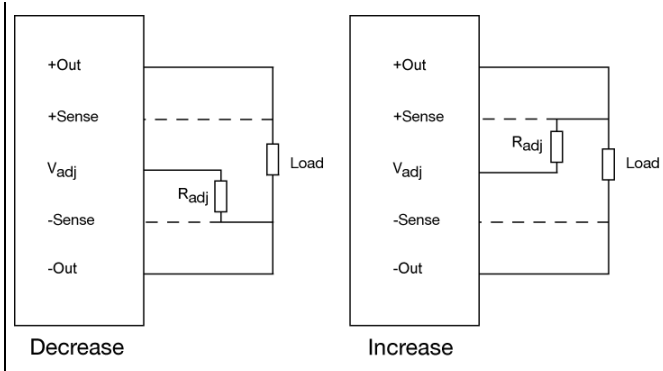 +Out
+Sense
Vadj
-Sense
-Out
Radj
Load
Decrease
+Out
+Sense
Vadj
-Sense
-Out
Radj
Load
Increase